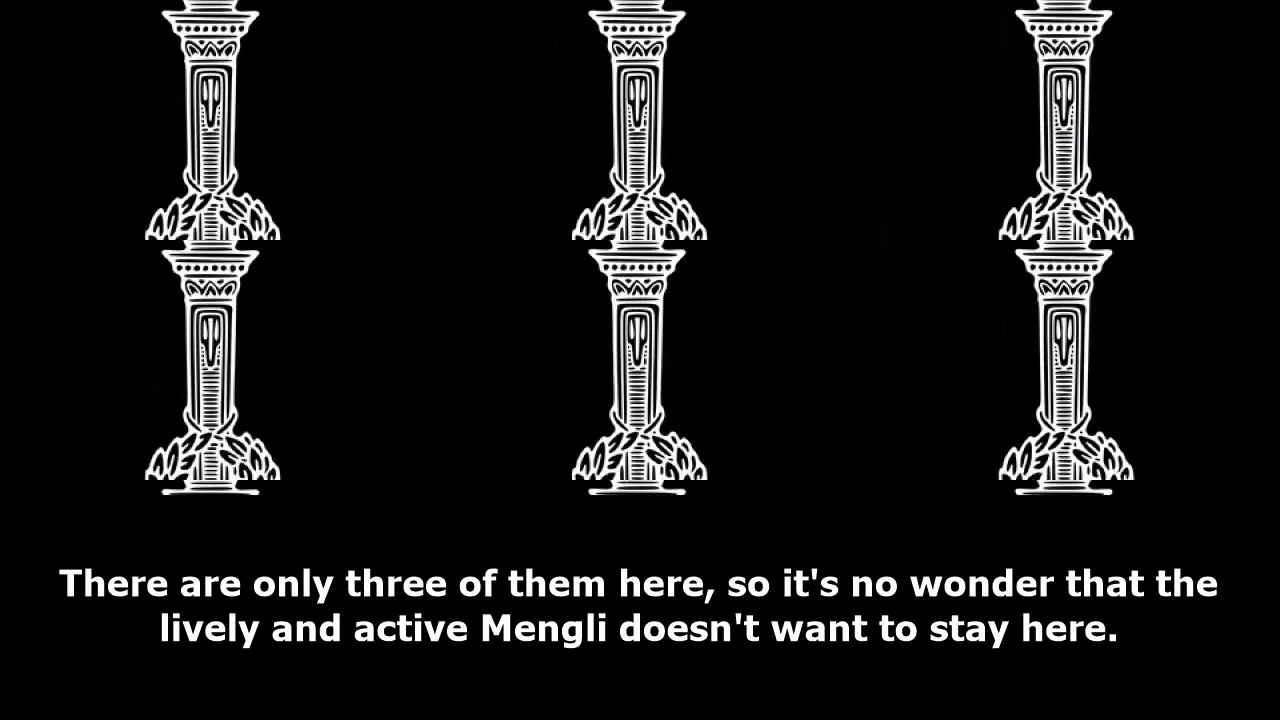 There are only three of them here, so it's no wonder that the
lively and active Mengli doesn't want to stay here.